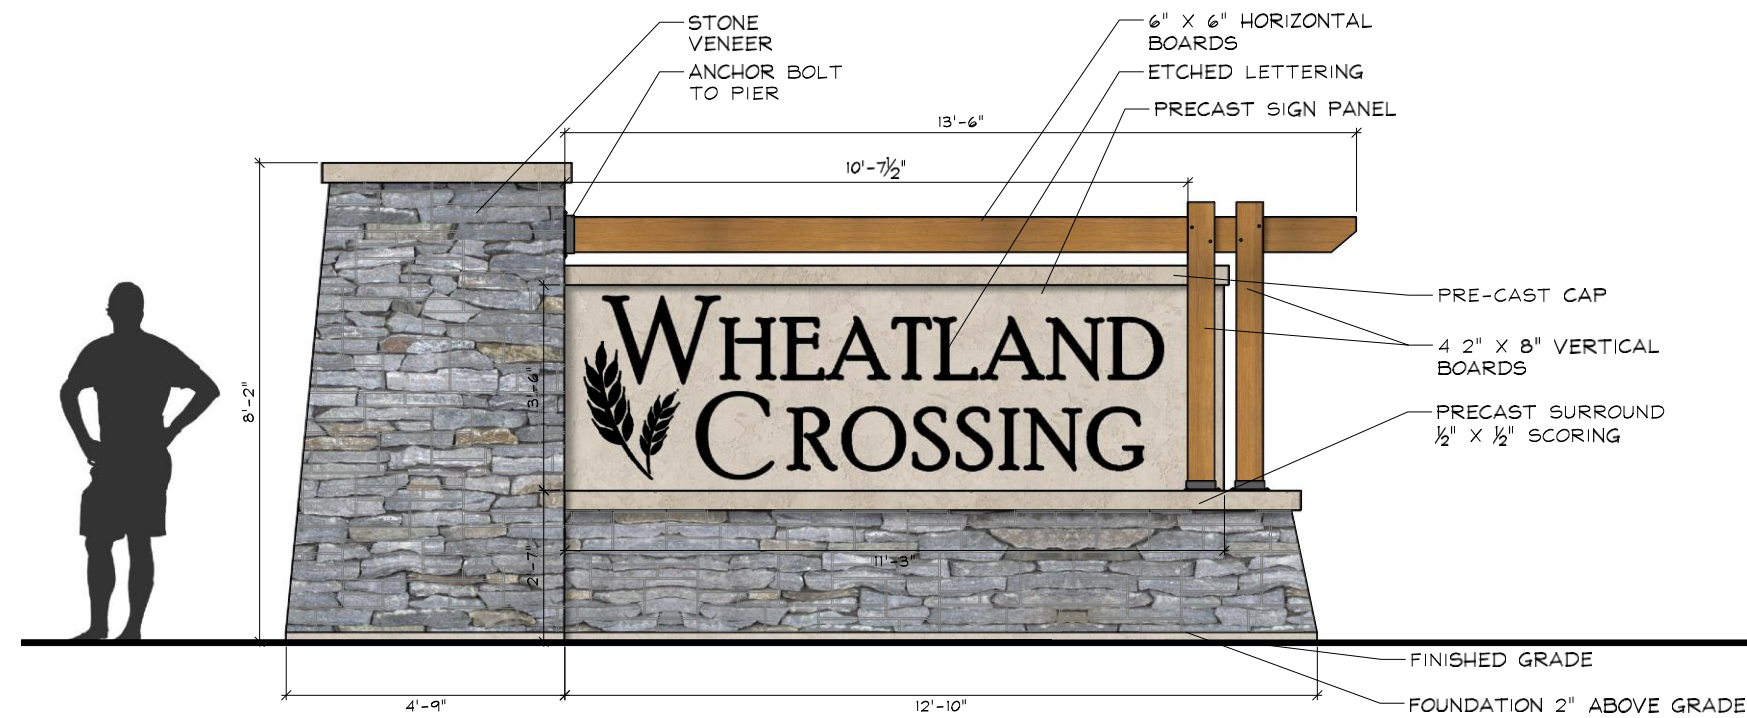 STONE
VENEER
ANCHOR BOLT
TO PIER
6" X 6" HORIZONTAL
BOARDS
ETCHED LETTERING
PRECAST SIGN PANEL
13'-6"
10'-7½"
WHEATLAND
CROSSING
8'-2"
3'-6"
2'-7"
11'-3"
PRE-CAST CAP
4 2" X 8" VERTICAL
BOARDS
PRECAST SURROUND
½" X ½" SCORING
FINISHED GRADE
FOUNDATION 2" ABOVE GRADE
4'-9"
12'-10"